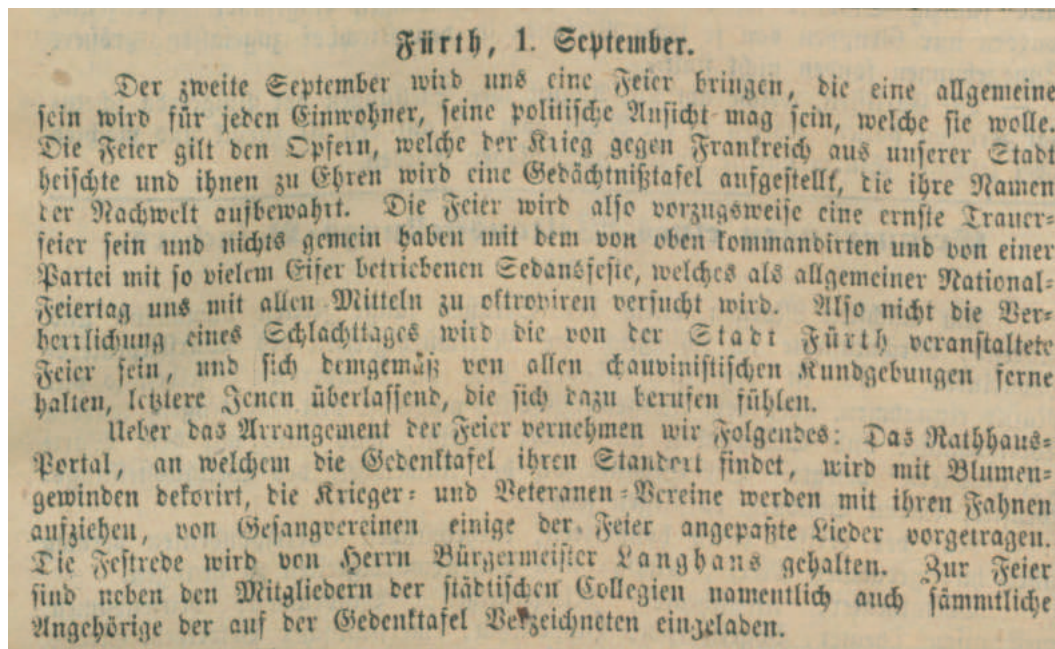 Fürth, 1. September.
Der zweite September wird uns eine Feier bringen, die eine allgemeine
sein wird für jeden Einwohner, seine politische Ansicht mag sein, welche sie wolle.
Die Feier gilt den Opfern, welche der Krieg gegen Frankreich aus unserer Stadt
heischte und ihnen zu Ehren wird eine Gedächtnißtafel aufgestellt, die ihre Namen
der Nachwelt aufbewahrt. Die Feier wird also vorzugsweise eine ernste Trauer-
feier sein und nichts gemein haben mit dem von oben kommandirten und von einer
Partei mit so vielem Eifer betriebenen Sedansfeste, welches als allgemeiner National-
Feiertag uns mit allen Mitteln zu oktroyiren versucht wird. Also nicht die Ver-
herrlichung eines Schlachttages wird die von der Stadt Fürth veranstaltete
Feier sein, und sich demgemäß von allen chauvinistischen Kundgebungen ferne
halten, letztere Jenen überlassend, die sich dazu berufen fühlen.
Ueber das Arrangement der Feier vernehmen wir Folgendes: Das Rathhaus-
Portal, an welchem die Gedenktafel ihren Standort findet, wird mit Blumen-
gewinden dekorirt, die Krieger- und Veteranen-Vereine werden mit ihren Fahnen
aufziehen, von Gesangvereinen einige der Feier angepaßte Lieder vorgetragen.
Die Festrede wird von Herrn Bürgermeister Langhans gehalten. Zur Feier
sind neben den Mitgliedern der städtischen Collegien namentlich auch sämmtliche
Angehörige der auf der Gedenktafel Verzeichneten eingeladen.